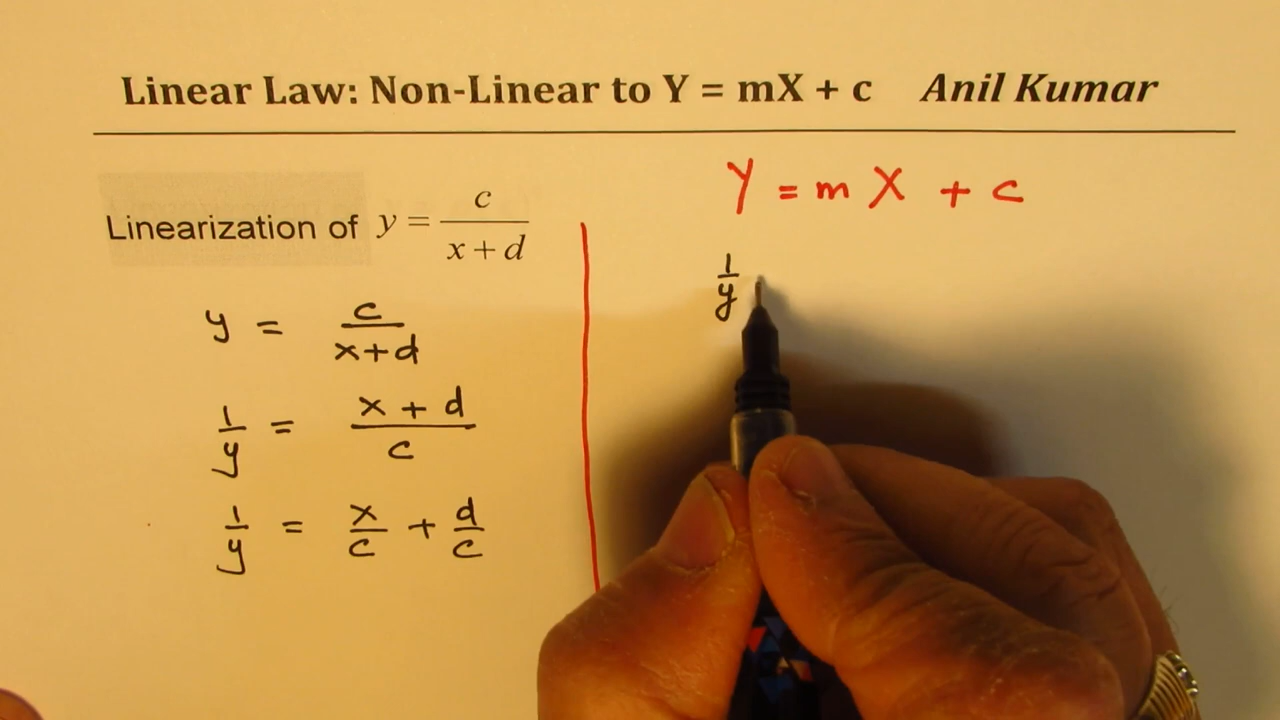 Linear Law: Non-Linear to Y = mX + c Anil Kumar
Linearization of y = c / (x + d)
y = c / (x+d)
1/y = (x + d) / c
1/y = x/c + d/c
Y = m X + c
1/y